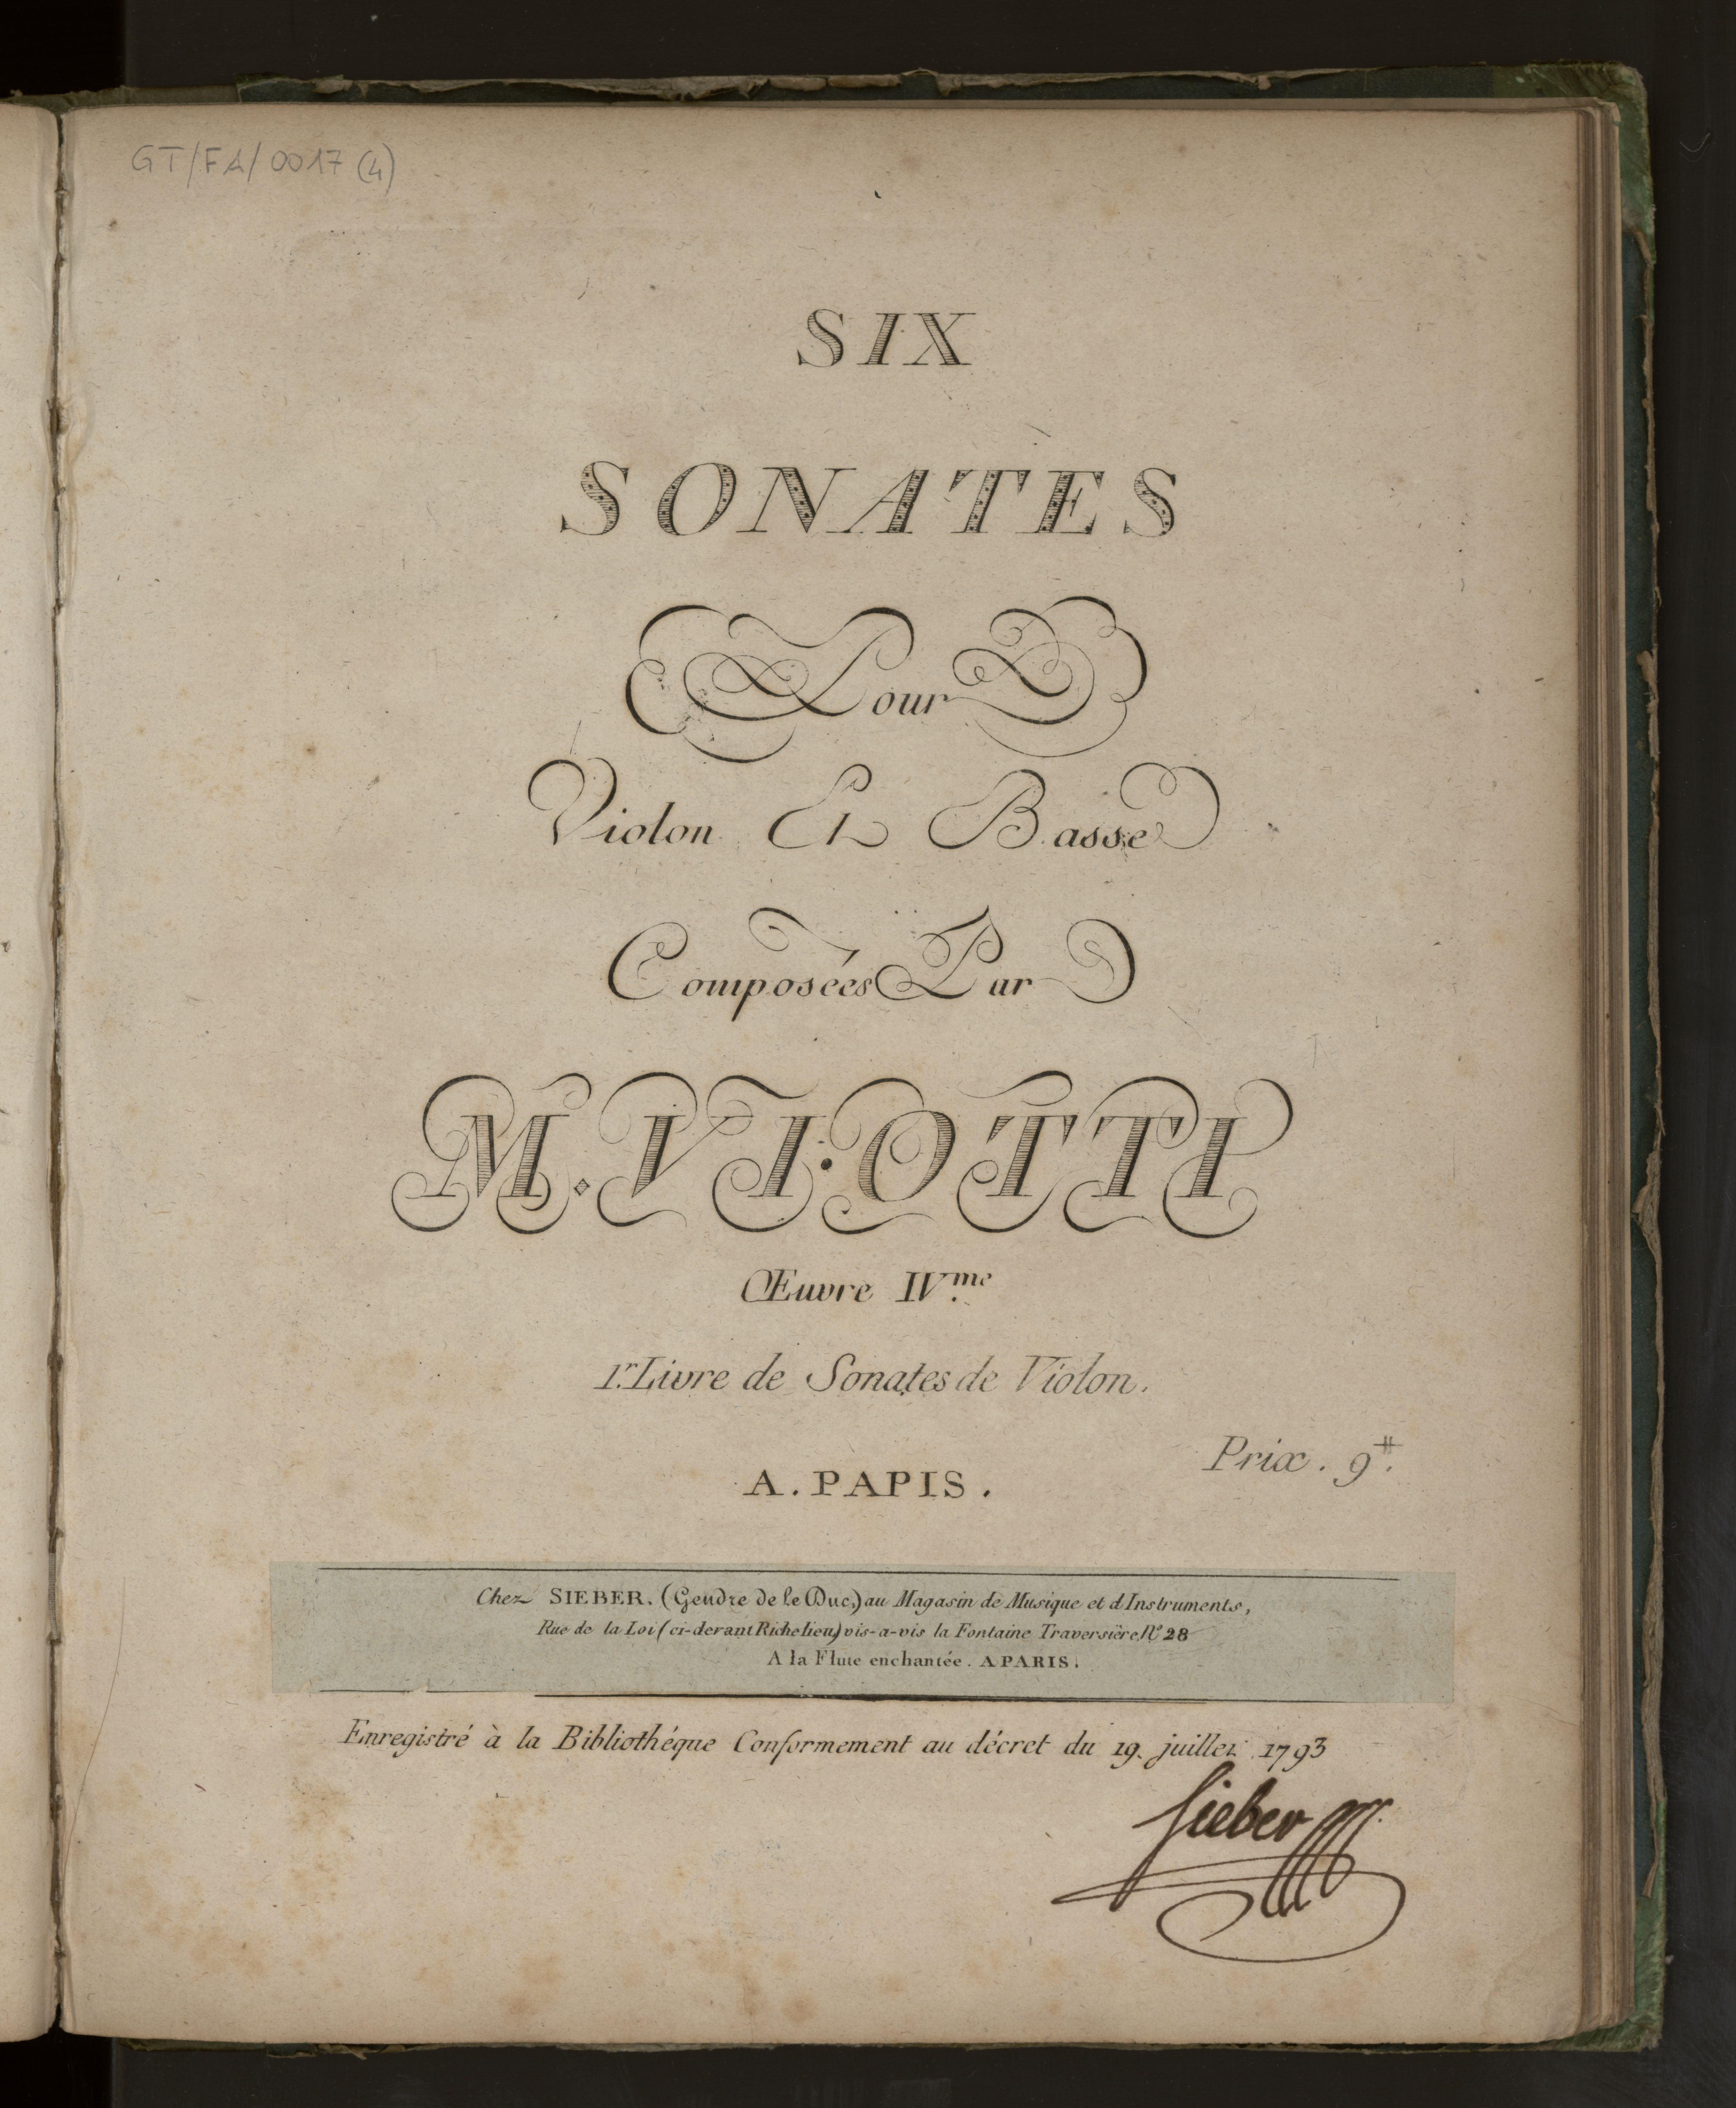 GT/FA/0017 (4)
SIX
SONATES
Pour
Violon Et Basse
Composées Par
M. VIOTTI
Œuvre IV.me
1.r Livre de Sonates de Violon.
Prix. 9#.
A. PAPIS.
Chez SIEBER. (Gendre de le Duc,) au Magasin de Musique et d Instruments,
Rue de la Loi (ci-derant Richelieu) vis-a-vis la Fontaine Traversière, N.o 28
A la Flute enchantée. A PARIS.
Enregistré à la Bibliothéque Conformement au décret du 19. juillet 1793
Sieber